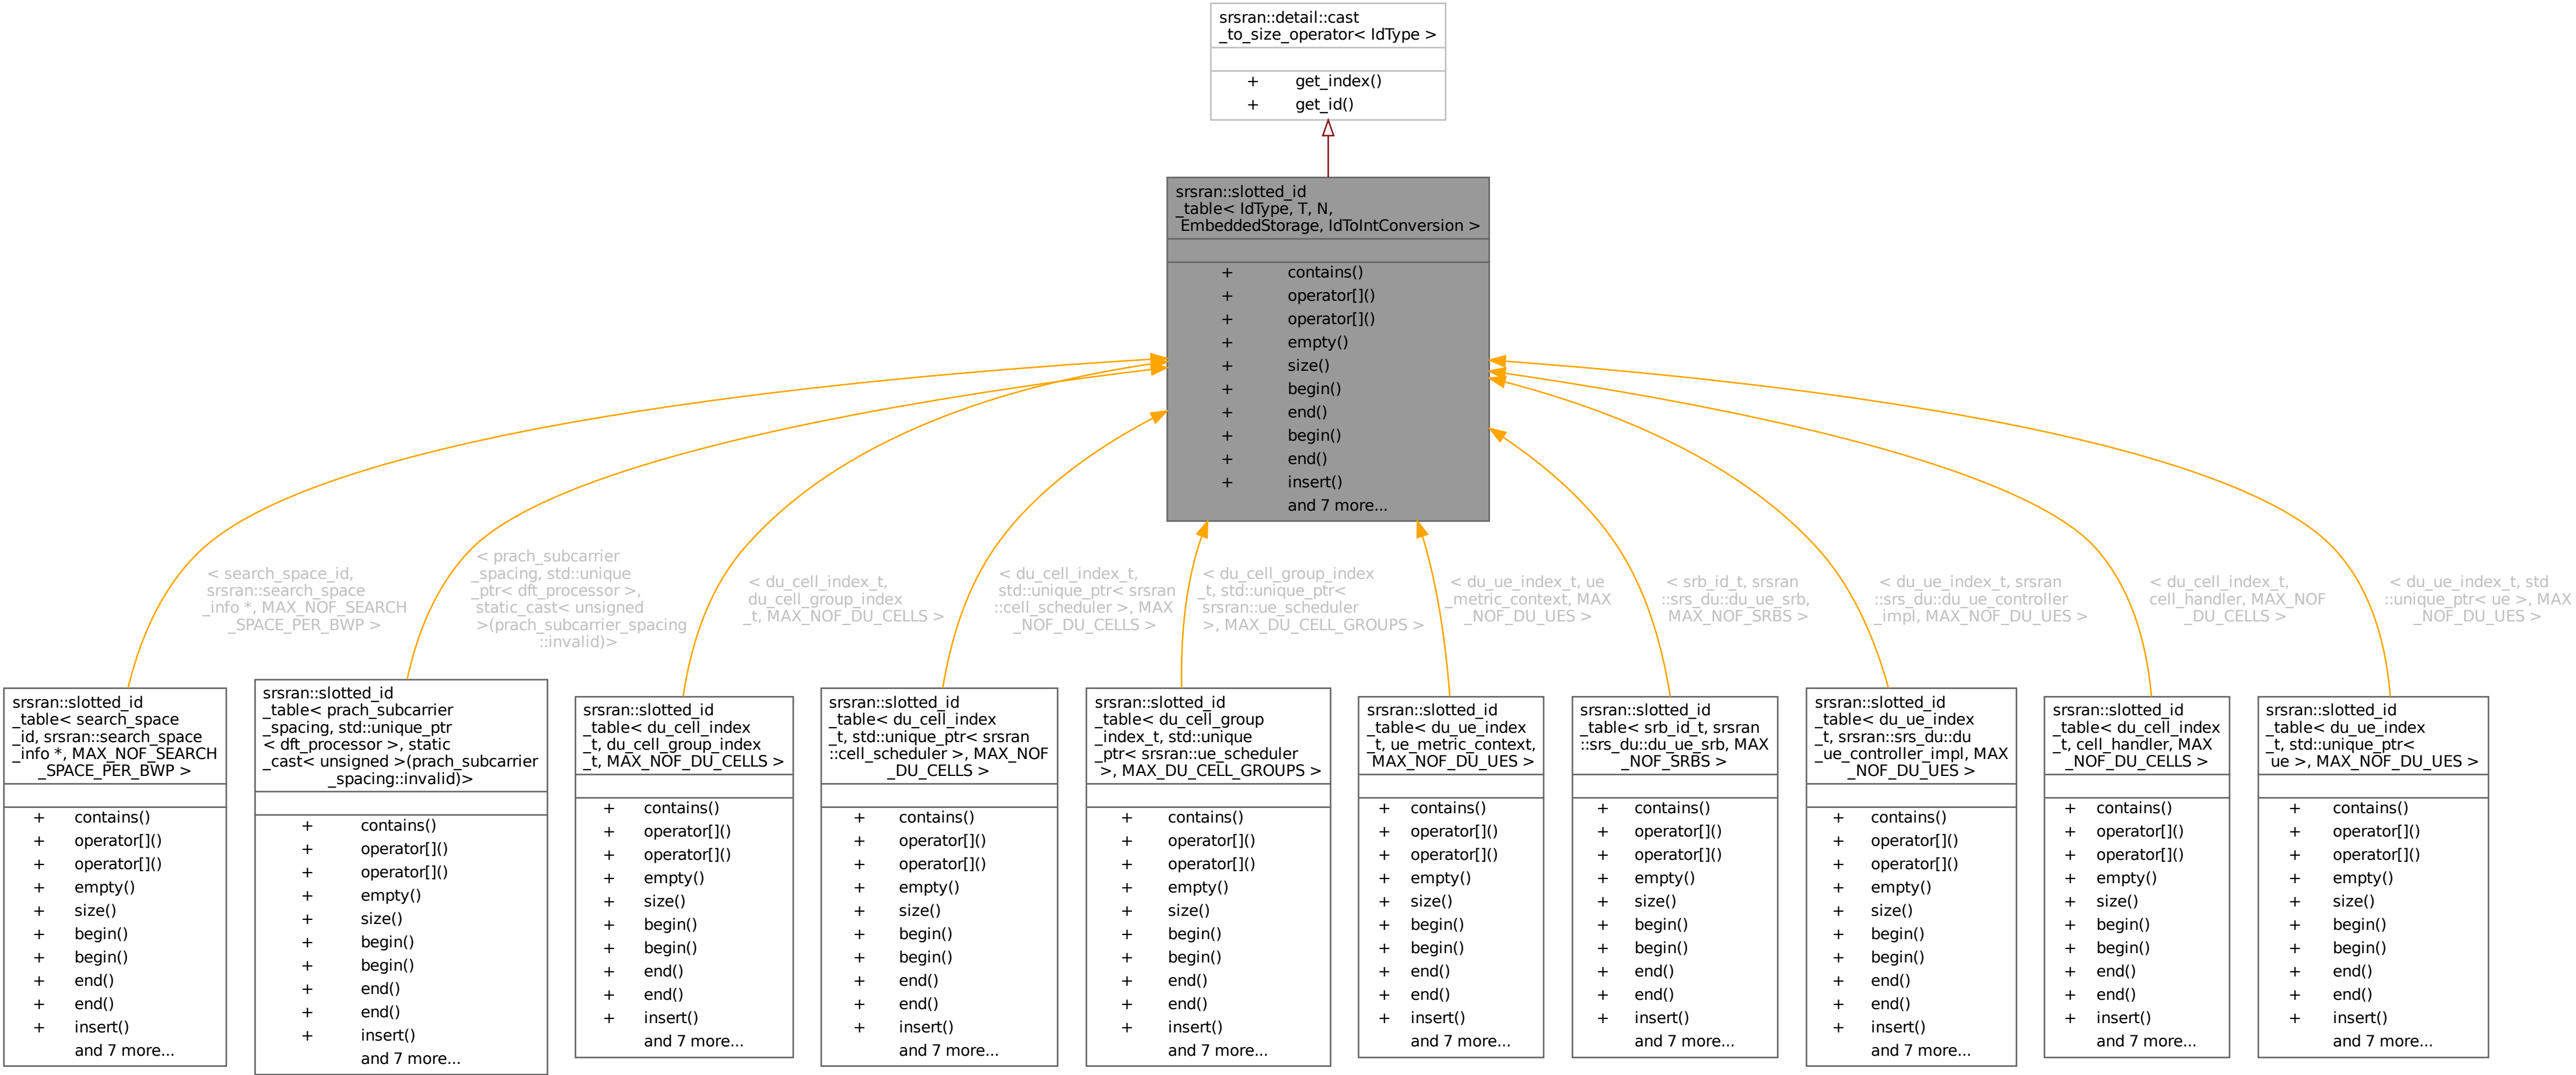 srsran::detail::cast
_to_size_operator< IdType >
+ get_index()
+ get_id()
srsran::slotted_id
_table< IdType, T, N,
EmbeddedStorage, IdToIntConversion >
+ contains()
+ operator[]()
+ operator[]()
+ empty()
+ size()
+ begin()
+ end()
+ begin()
+ end()
+ insert()
and 7 more...
< search_space_id,
srsran::search_space
_info *, MAX_NOF_SEARCH
_SPACE_PER_BWP >
< prach_subcarrier
_spacing, std::unique
_ptr< dft_processor >,
static_cast< unsigned
>(prach_subcarrier_spacing
::invalid)>
< du_cell_index_t,
du_cell_group_index
_t, MAX_NOF_DU_CELLS >
< du_cell_index_t,
std::unique_ptr< srsran
::cell_scheduler >, MAX
_NOF_DU_CELLS >
< du_cell_group_index
_t, std::unique_ptr<
srsran::ue_scheduler
>, MAX_DU_CELL_GROUPS >
< du_ue_index_t, ue
_metric_context, MAX
_NOF_DU_UES >
< srb_id_t, srsran
::srs_du::du_ue_srb,
MAX_NOF_SRBS >
< du_ue_index_t, srsran
::srs_du::du_ue_controller
_impl, MAX_NOF_DU_UES >
< du_cell_index_t,
cell_handler, MAX_NOF
_DU_CELLS >
< du_ue_index_t, std
::unique_ptr< ue >, MAX
_NOF_DU_UES >
srsran::slotted_id
_table< search_space
_id, srsran::search_space
_info *, MAX_NOF_SEARCH
_SPACE_PER_BWP >
+ contains()
+ operator[]()
+ operator[]()
+ empty()
+ size()
+ begin()
+ begin()
+ end()
+ end()
+ insert()
and 7 more...
srsran::slotted_id
_table< prach_subcarrier
_spacing, std::unique_ptr
< dft_processor >, static
_cast< unsigned >(prach_subcarrier
_spacing::invalid)>
+ contains()
+ operator[]()
+ operator[]()
+ empty()
+ size()
+ begin()
+ begin()
+ end()
+ end()
+ insert()
and 7 more...
srsran::slotted_id
_table< du_cell_index
_t, du_cell_group_index
_t, MAX_NOF_DU_CELLS >
+ contains()
+ operator[]()
+ operator[]()
+ empty()
+ size()
+ begin()
+ begin()
+ end()
+ end()
+ insert()
and 7 more...
srsran::slotted_id
_table< du_cell_index
_t, std::unique_ptr< srsran
::cell_scheduler >, MAX_NOF
_DU_CELLS >
+ contains()
+ operator[]()
+ operator[]()
+ empty()
+ size()
+ begin()
+ begin()
+ end()
+ end()
+ insert()
and 7 more...
srsran::slotted_id
_table< du_cell_group
_index_t, std::unique
_ptr< srsran::ue_scheduler
>, MAX_DU_CELL_GROUPS >
+ contains()
+ operator[]()
+ operator[]()
+ empty()
+ size()
+ begin()
+ begin()
+ end()
+ end()
+ insert()
and 7 more...
srsran::slotted_id
_table< du_ue_index
_t, ue_metric_context,
MAX_NOF_DU_UES >
+ contains()
+ operator[]()
+ operator[]()
+ empty()
+ size()
+ begin()
+ begin()
+ end()
+ end()
+ insert()
and 7 more...
srsran::slotted_id
_table< srb_id_t, srsran
::srs_du::du_ue_srb, MAX
_NOF_SRBS >
+ contains()
+ operator[]()
+ operator[]()
+ empty()
+ size()
+ begin()
+ begin()
+ end()
+ end()
+ insert()
and 7 more...
srsran::slotted_id
_table< du_ue_index
_t, srsran::srs_du::du
_ue_controller_impl, MAX
_NOF_DU_UES >
+ contains()
+ operator[]()
+ operator[]()
+ empty()
+ size()
+ begin()
+ begin()
+ end()
+ end()
+ insert()
and 7 more...
srsran::slotted_id
_table< du_cell_index
_t, cell_handler, MAX
_NOF_DU_CELLS >
+ contains()
+ operator[]()
+ operator[]()
+ empty()
+ size()
+ begin()
+ begin()
+ end()
+ end()
+ insert()
and 7 more...
srsran::slotted_id
_table< du_ue_index
_t, std::unique_ptr<
ue >, MAX_NOF_DU_UES >
+ contains()
+ operator[]()
+ operator[]()
+ empty()
+ size()
+ begin()
+ begin()
+ end()
+ end()
+ insert()
and 7 more...